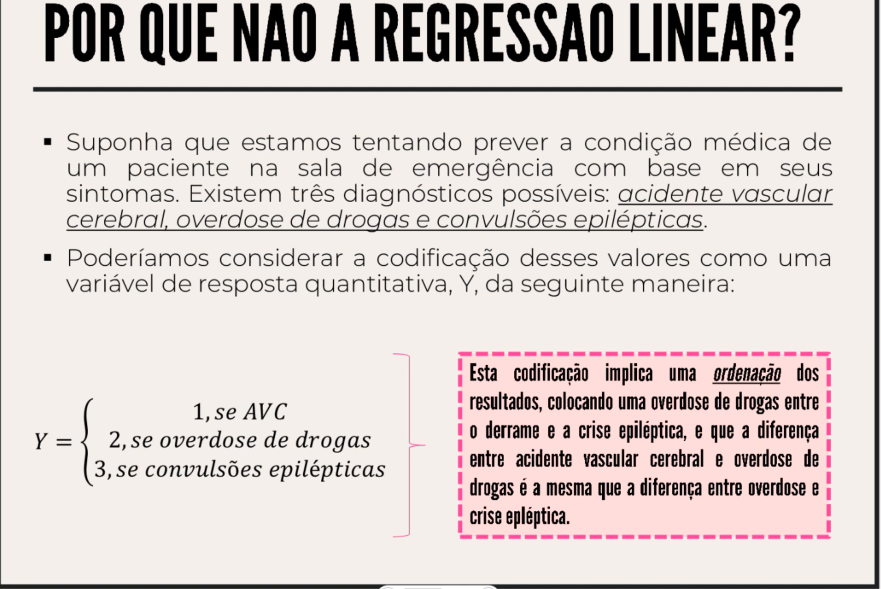 POR QUE NAO A REGRESSAO LINEAR?
▪ Suponha que estamos tentando prever a condição médica de
um paciente na sala de emergência com base em seus
sintomas. Existem três diagnósticos possíveis: acidente vascular
cerebral, overdose de drogas e convulsões epilépticas.
▪ Poderíamos considerar a codificação desses valores como uma
variável de resposta quantitativa, Y, da seguinte maneira:
1, se AVC
Y = { 2, se overdose de drogas
3, se convulsões epilépticas
Esta codificação implica uma ordenação dos
resultados, colocando uma overdose de drogas entre
o derrame e a crise epiléptica, e que a diferença
entre acidente vascular cerebral e overdose de
drogas é a mesma que a diferença entre overdose e
crise epléptica.